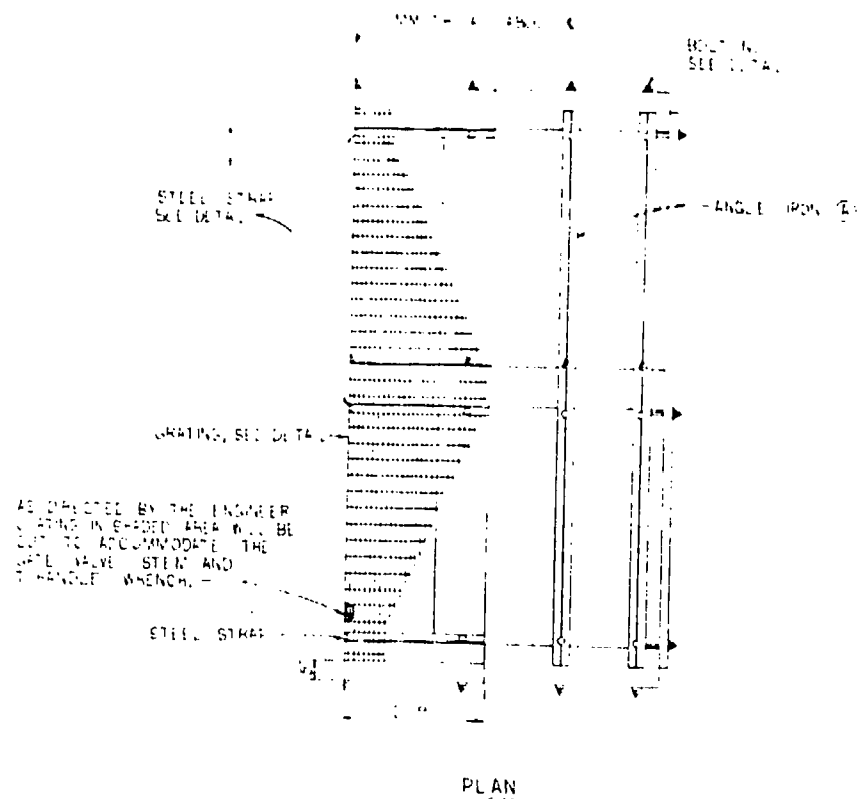 BOLTING
SEE DETAIL
STEEL STRAP
SEE DETAIL
ANGLE IRON
GRATING, SEE DETAIL
AS DIRECTED BY THE ENGINEER
GRATING IN SHADED AREA WILL BE
CUT TO ACCOMMODATE THE
GATE VALVE STEM AND
T HANDLE WRENCH.
STEEL STRAP
PLAN